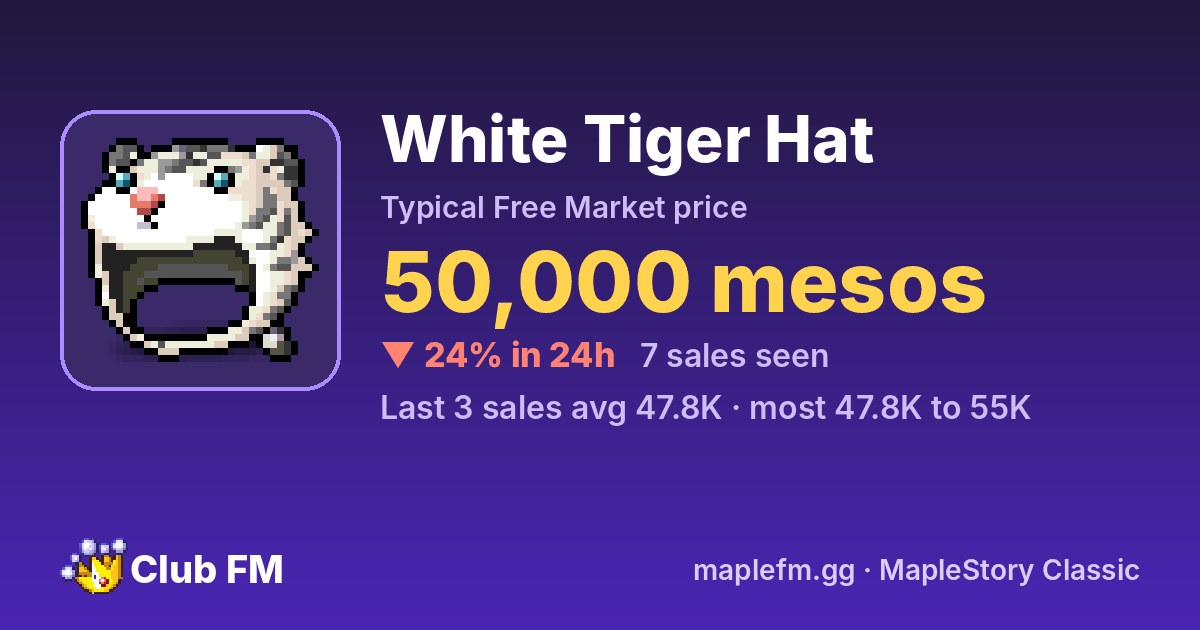 White Tiger Hat
Typical Free Market price
50,000 mesos
▼ 24% in 24h 7 sales seen
Last 3 sales avg 47.8K · most 47.8K to 55K
Club FM
maplefm.gg · MapleStory Classic